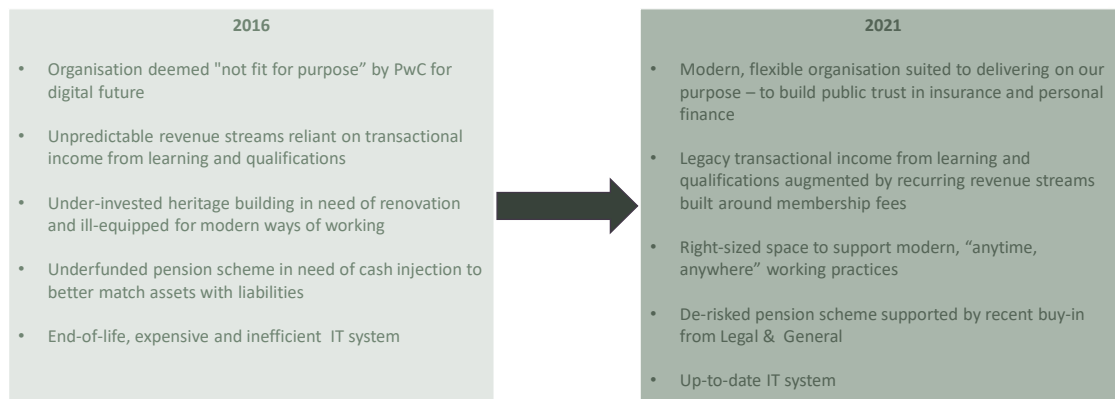 2016
• Organisation deemed "not fit for purpose” by PwC for
digital future
• Unpredictable revenue streams reliant on transactional
income from learning and qualifications
• Under-invested heritage building in need of renovation
and ill-equipped for modern ways of working
• Underfunded pension scheme in need of cash injection to
better match assets with liabilities
• End-of-life, expensive and inefficient IT system
2021
• Modern, flexible organisation suited to delivering on our
purpose – to build public trust in insurance and personal
finance
• Legacy transactional income from learning and
qualifications augmented by recurring revenue streams
built around membership fees
• Right-sized space to support modern, “anytime,
anywhere” working practices
• De-risked pension scheme supported by recent buy-in
from Legal & General
• Up-to-date IT system